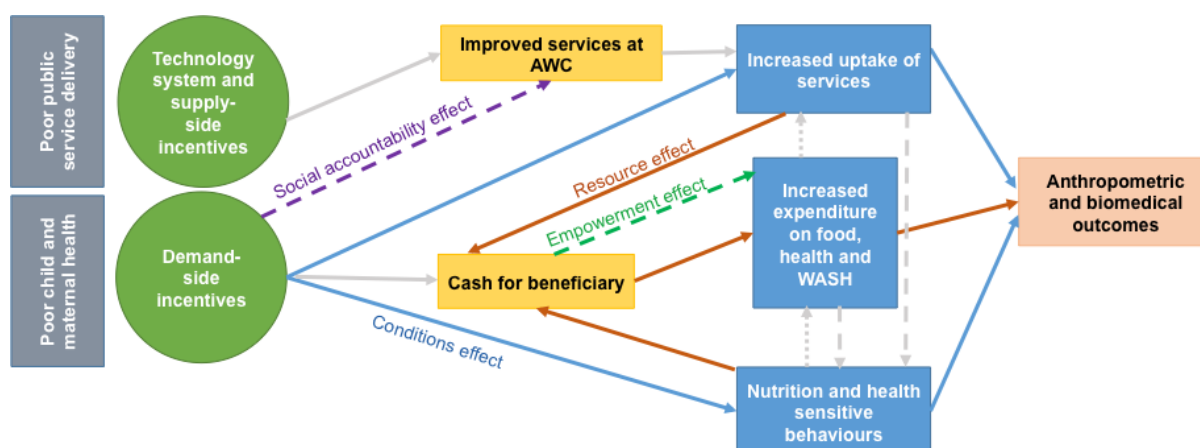 Poor public
service delivery
Technology
system and
supply-
side
incentives
Improved services at
AWC
Increased uptake of
services
Social accountability effect
Resource effect
Empowerment effect
Increased
expenditure
on food,
health and
WASH
Anthropometric
and biomedical
outcomes
Poor child and
maternal health
Demand-
side
incentives
Cash for beneficiary
Conditions effect
Nutrition and health
sensitive
behaviours